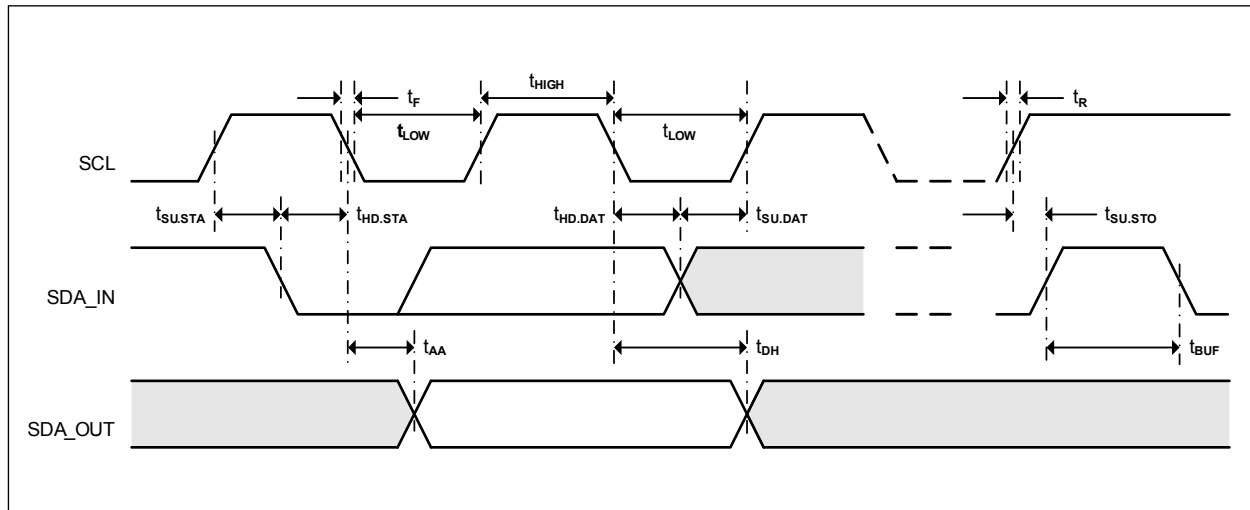 tHIGH
tF
tR
tLOW
tLOW
SCL
tSU.STA
tHD.STA
tHD.DAT
tSU.DAT
tSU.STO
SDA_IN
tAA
tDH
tBUF
SDA_OUT